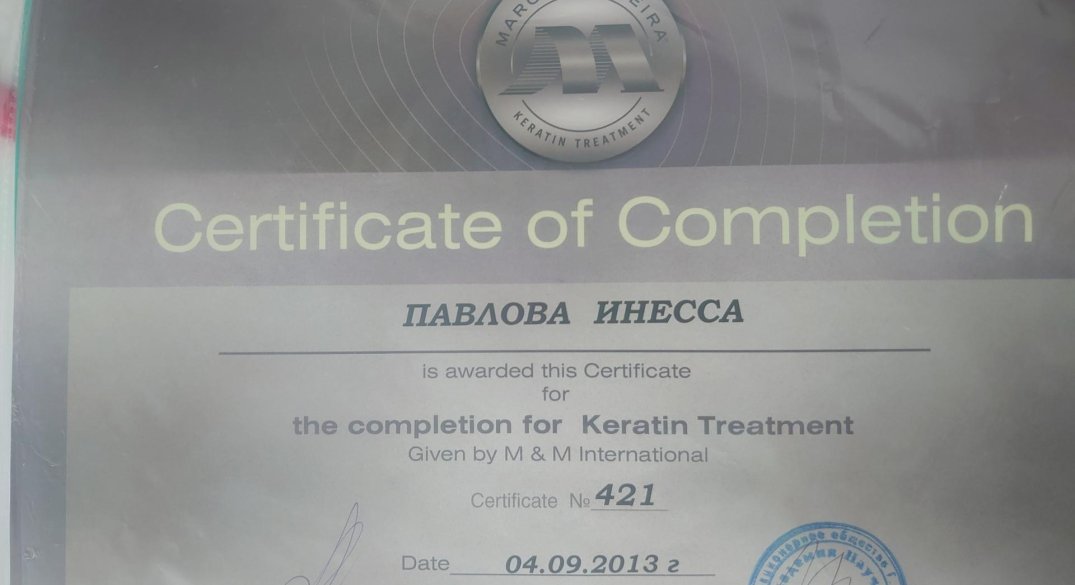 KERATIN TREATMENT
Certificate of Completion
ПАВЛОВА ИНЕССА
is awarded this Certificate
for
the completion for Keratin Treatment
Given by M & M International
Certificate № 421
Date 04.09.2013 г